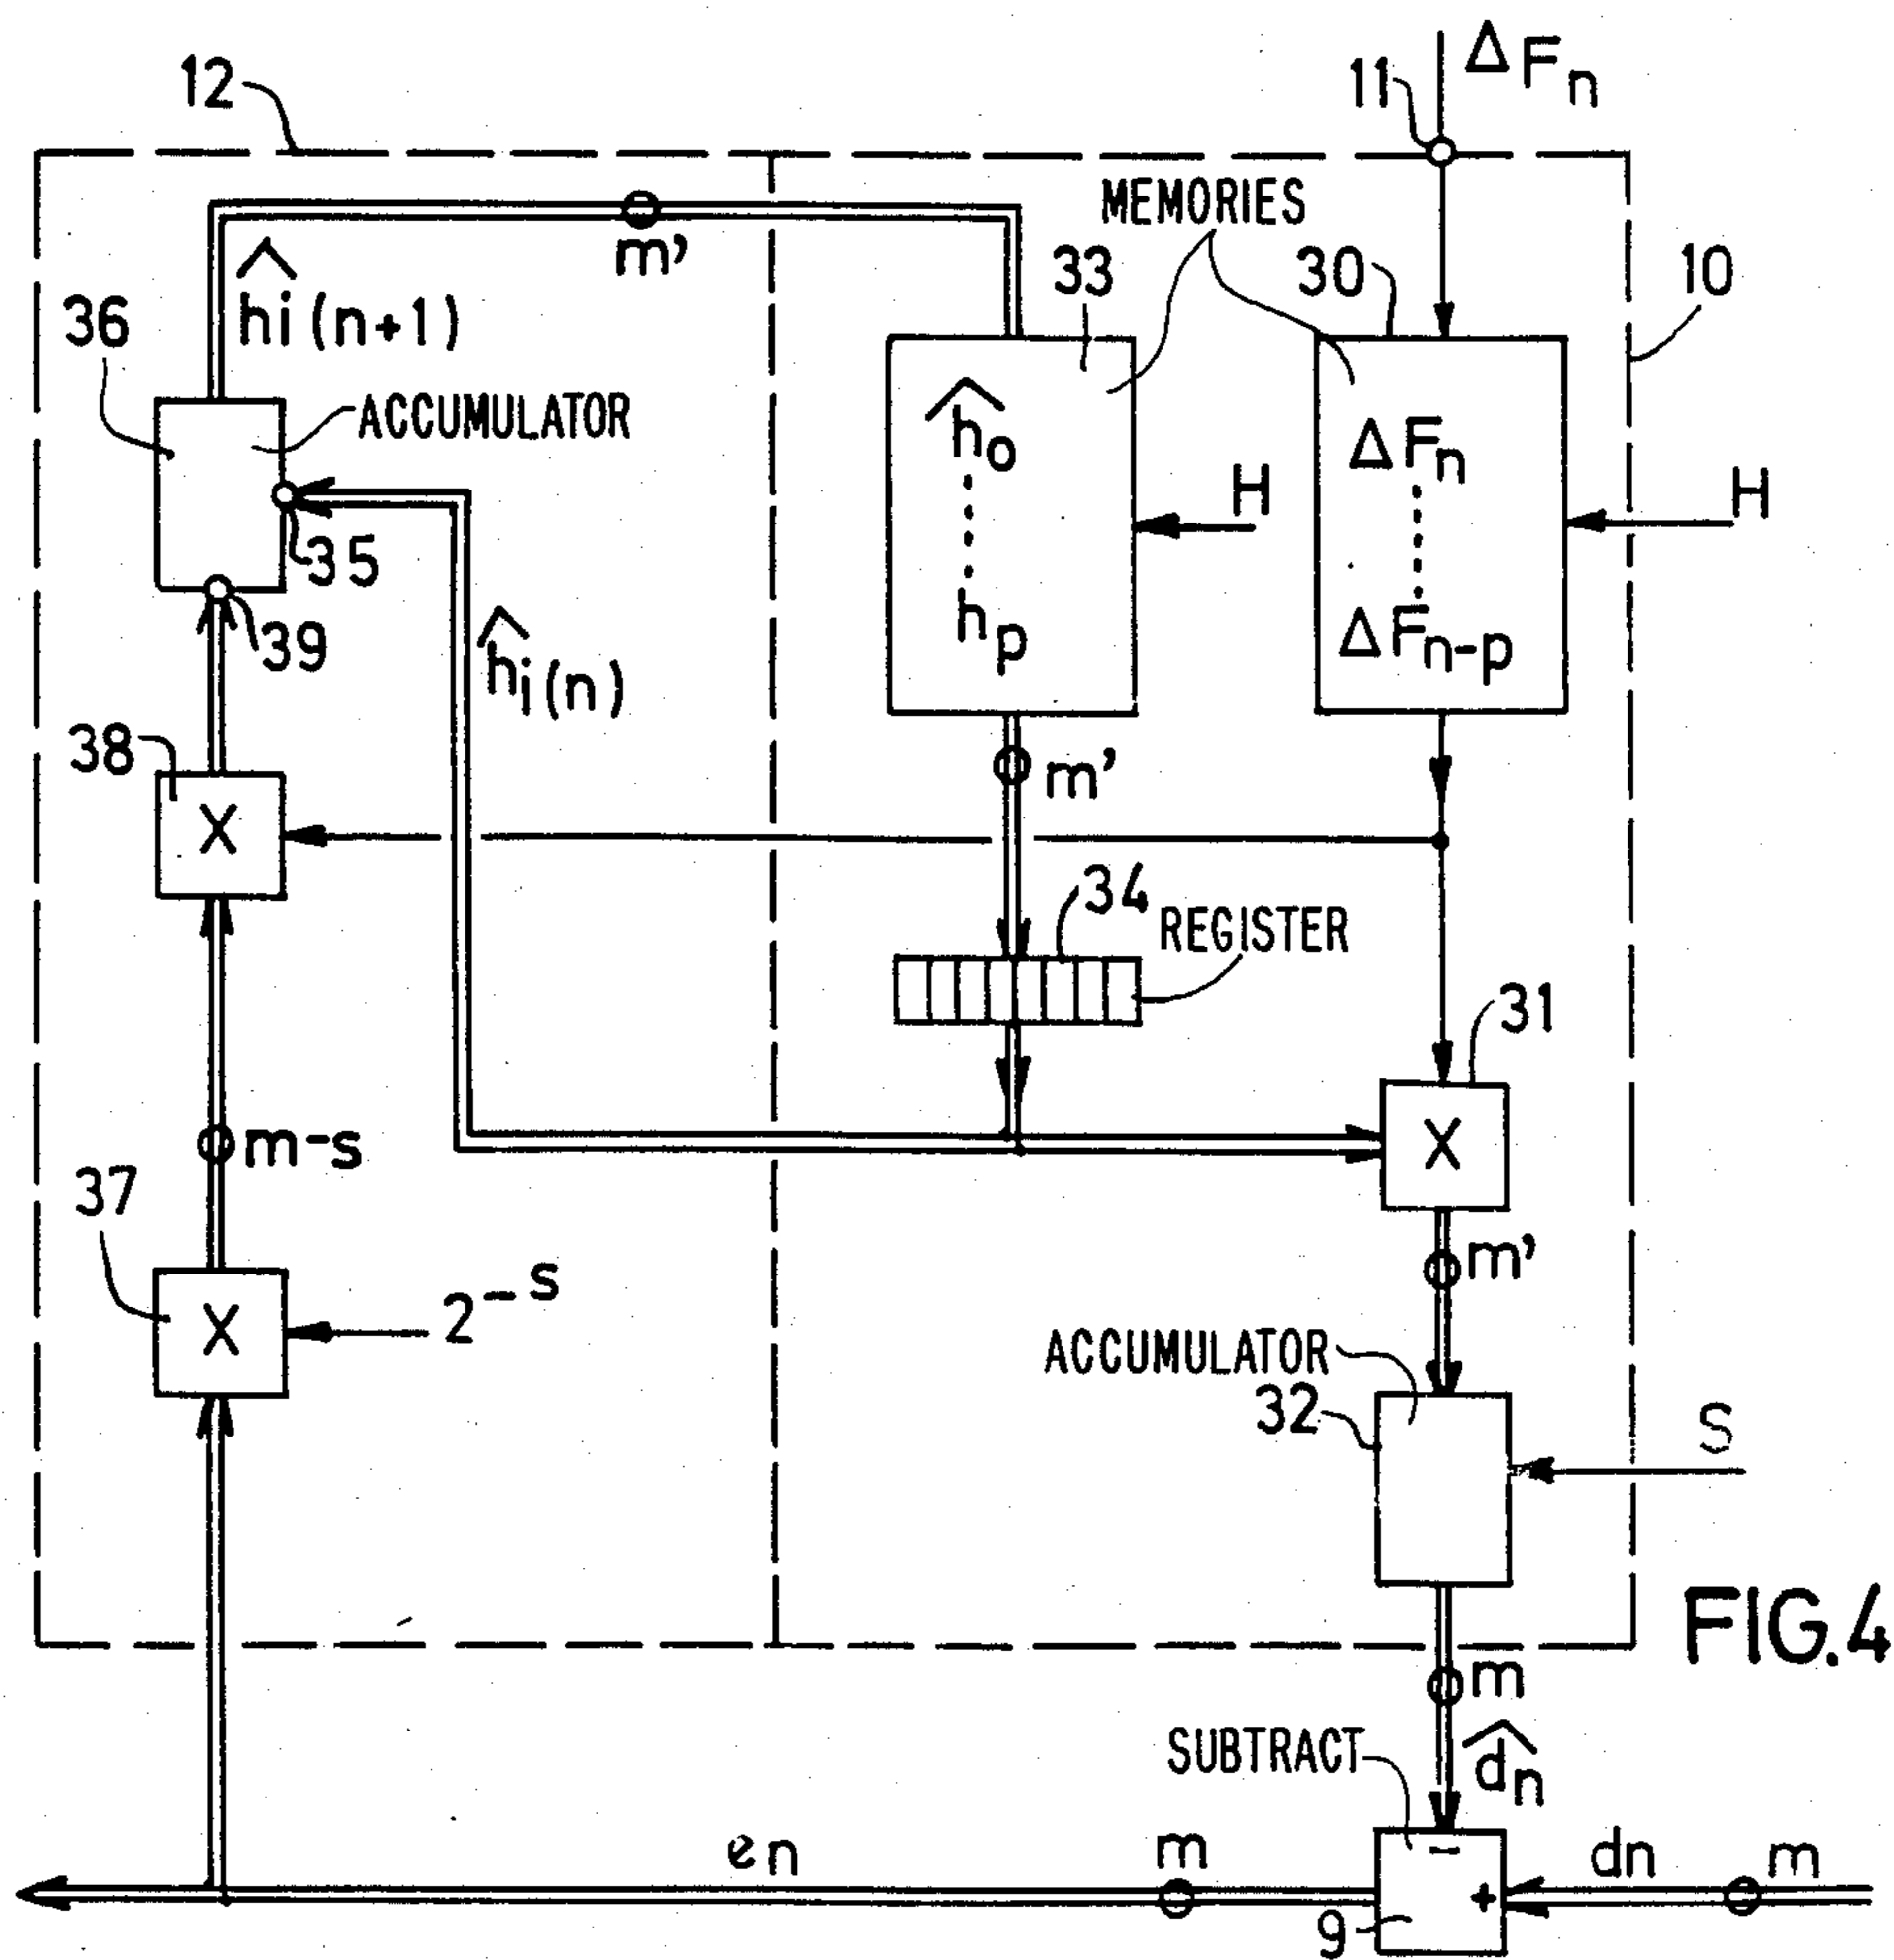 12
11
ΔFn
m'
MEMORIES
ĥi(n+1)
33
30
10
36
ACCUMULATOR
ĥo
ΔFn
H
H
35
39
hp
ΔFn-p
ĥi(n)
38
m'
X
34
REGISTER
31
X
m-s
37
m'
X
2^-s
ACCUMULATOR
32
S
FIG.4
m
SUBTRACT
d̂n
en
m
-
+
dn
m
9